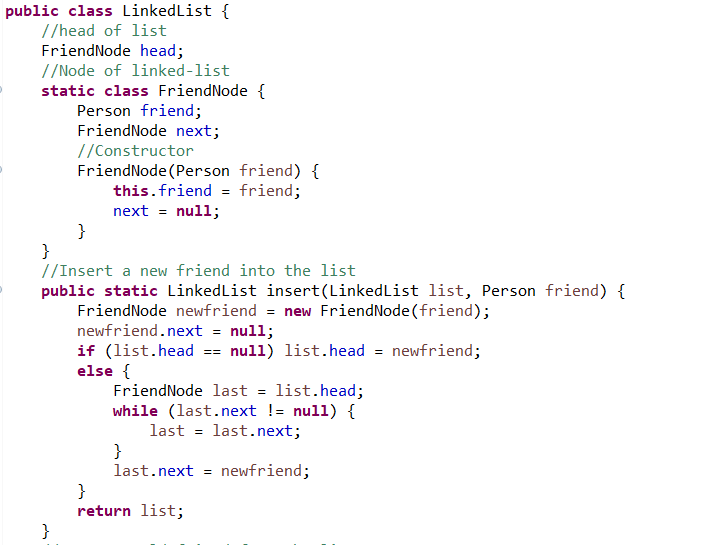 public class LinkedList {
    //head of list
    FriendNode head;
    //Node of linked-list
    static class FriendNode {
        Person friend;
        FriendNode next;
        //Constructor
        FriendNode(Person friend) {
            this.friend = friend;
            next = null;
        }
    }
    //Insert a new friend into the list
    public static LinkedList insert(LinkedList list, Person friend) {
        FriendNode newfriend = new FriendNode(friend);
        newfriend.next = null;
        if (list.head == null) list.head = newfriend;
        else {
            FriendNode last = list.head;
            while (last.next != null) {
                last = last.next;
            }
            last.next = newfriend;
        }
        return list;
    }